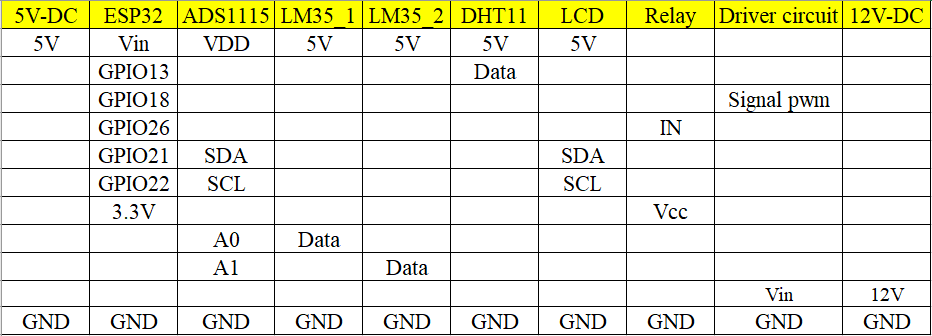 5V-DC ESP32 ADS1115 LM35_1 LM35_2 DHT11 LCD Relay Driver circuit 12V-DC
5V Vin VDD 5V 5V 5V 5V
GPIO13 Data
GPIO18 Signal pwm
GPIO26 IN
GPIO21 SDA SDA
GPIO22 SCL SCL
3.3V Vcc
A0 Data
A1 Data
Vin 12V
GND GND GND GND GND GND GND GND GND GND